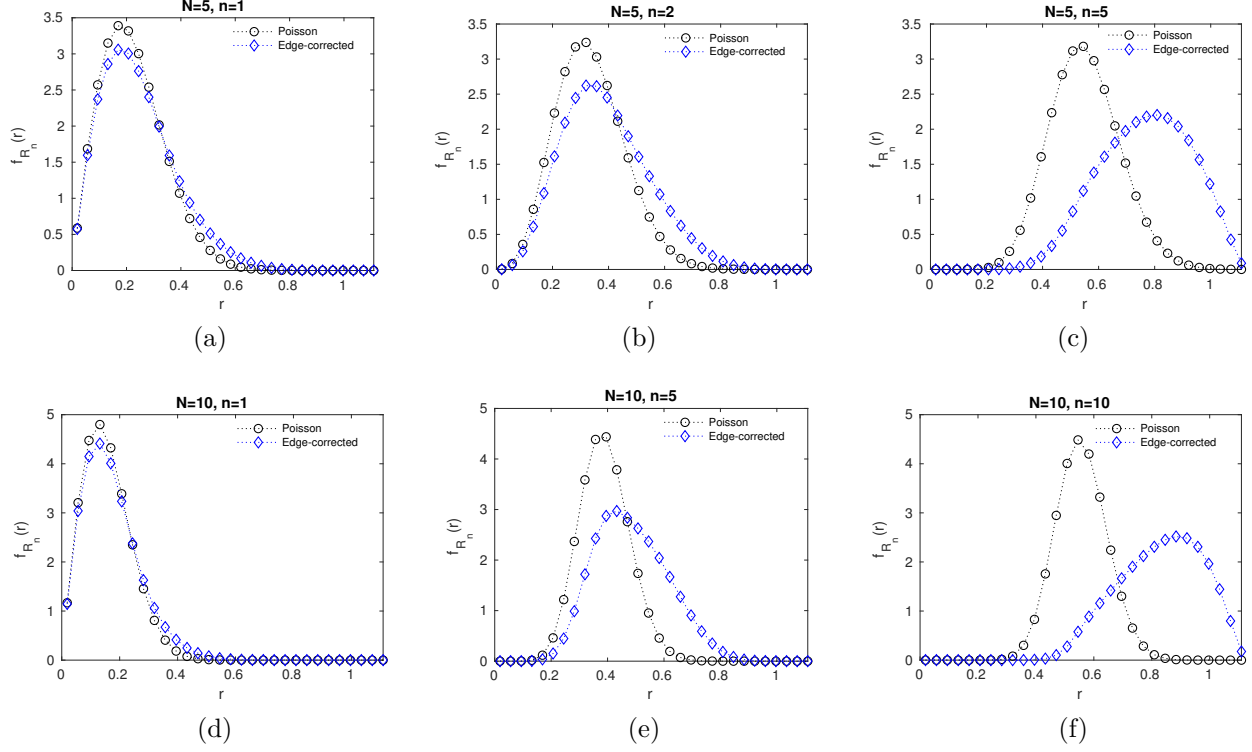 N=5, n=1
3.5
3
2.5
2
1.5
1
0.5
0
f_{R_n}(r)
Poisson
Edge-corrected
0 0.2 0.4 0.6 0.8 1
r
(a)
N=5, n=2
3.5
3
2.5
2
1.5
1
0.5
0
f_{R_n}(r)
Poisson
Edge-corrected
0 0.2 0.4 0.6 0.8 1
r
(b)
N=5, n=5
3.5
3
2.5
2
1.5
1
0.5
0
f_{R_n}(r)
Poisson
Edge-corrected
0 0.2 0.4 0.6 0.8 1
r
(c)
N=10, n=1
5
4
3
2
1
0
f_{R_n}(r)
Poisson
Edge-corrected
0 0.2 0.4 0.6 0.8 1
r
(d)
N=10, n=5
5
4
3
2
1
0
f_{R_n}(r)
Poisson
Edge-corrected
0 0.2 0.4 0.6 0.8 1
r
(e)
N=10, n=10
5
4
3
2
1
0
f_{R_n}(r)
Poisson
Edge-corrected
0 0.2 0.4 0.6 0.8 1
r
(f)